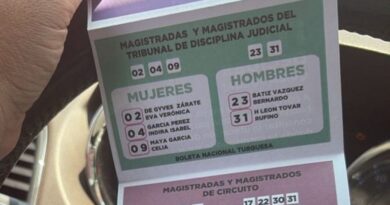 MAGISTRADAS Y MAGISTRADOS DEL
TRIBUNAL DE DISCIPLINA JUDICIAL
02 04 09
23 31
MUJERES
02 DE GYVES ZÁRATE
EVA VERÓNICA
04 GARCIA PEREZ
INDIRA ISABEL
09 MAYA GARCIA
CELIA
HOMBRES
23 BATIZ VAZQUEZ
BERNARDO
31 H LEON TOVAR
RUFINO
BOLETA NACIONAL TURQUESA
MAGISTRADAS Y MAGISTRADOS
DE CIRCUITO
17 22 30 31